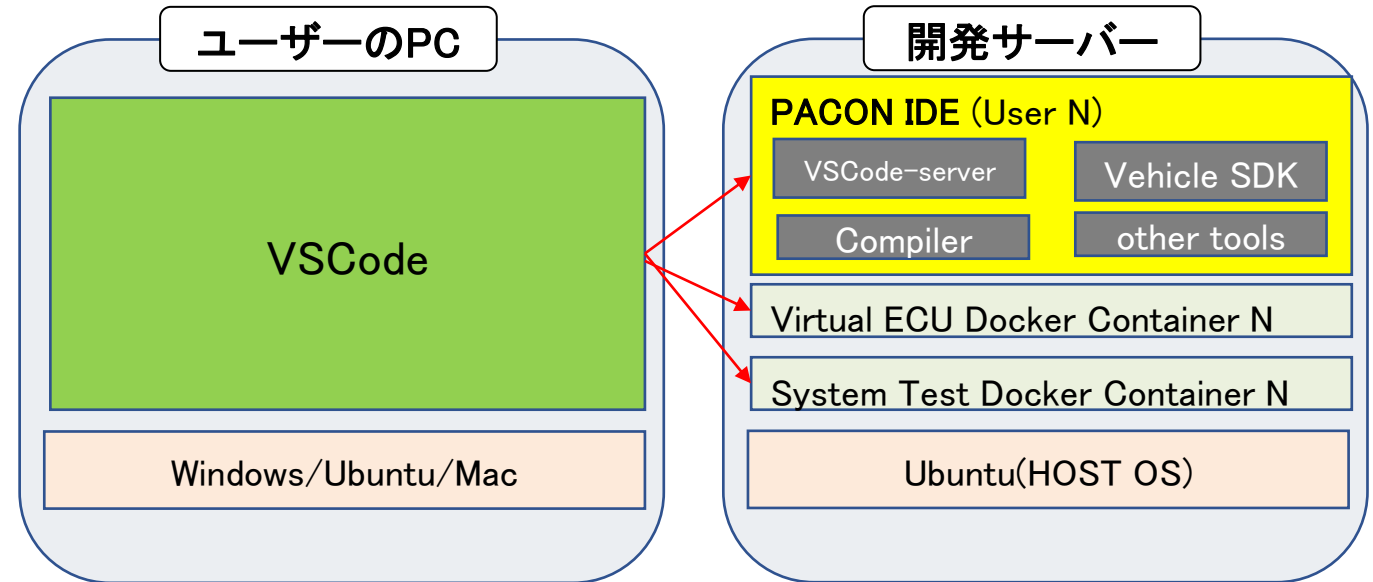 ユーザーのPC
VSCode
Windows/Ubuntu/Mac
開発サーバー
PACON IDE (User N)
VSCode-server
Vehicle SDK
Compiler
other tools
Virtual ECU Docker Container N
System Test Docker Container N
Ubuntu(HOST OS)